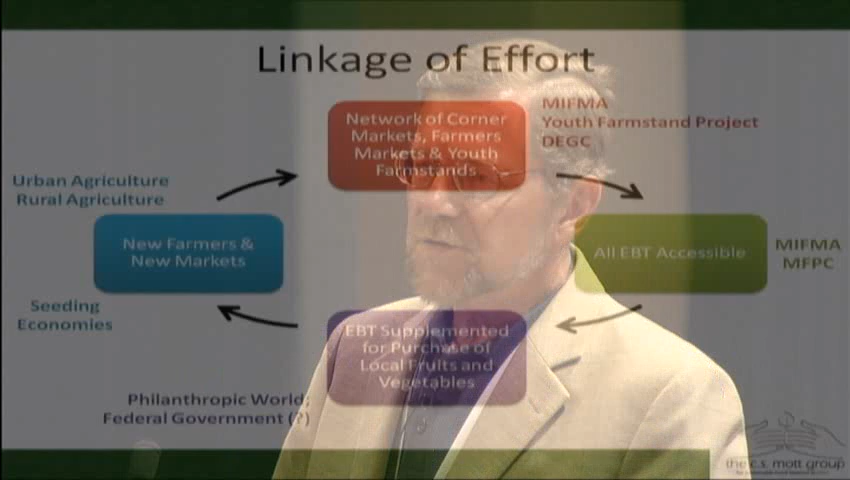 Linkage of Effort
Network of Corner
Markets, Farmers
Markets & Youth
Farmstands
MIFMA
Youth Farmstand Project
DEGC
Urban Agriculture
Rural Agriculture
New Farmers &
New Markets
All EBT Accessible
MIFMA
MFPC
Seeding
Economies
EBT Supplemented
for Purchase of
Local Fruits and
Vegetables
Philanthropic World;
Federal Government (?)
the c.s. mott group